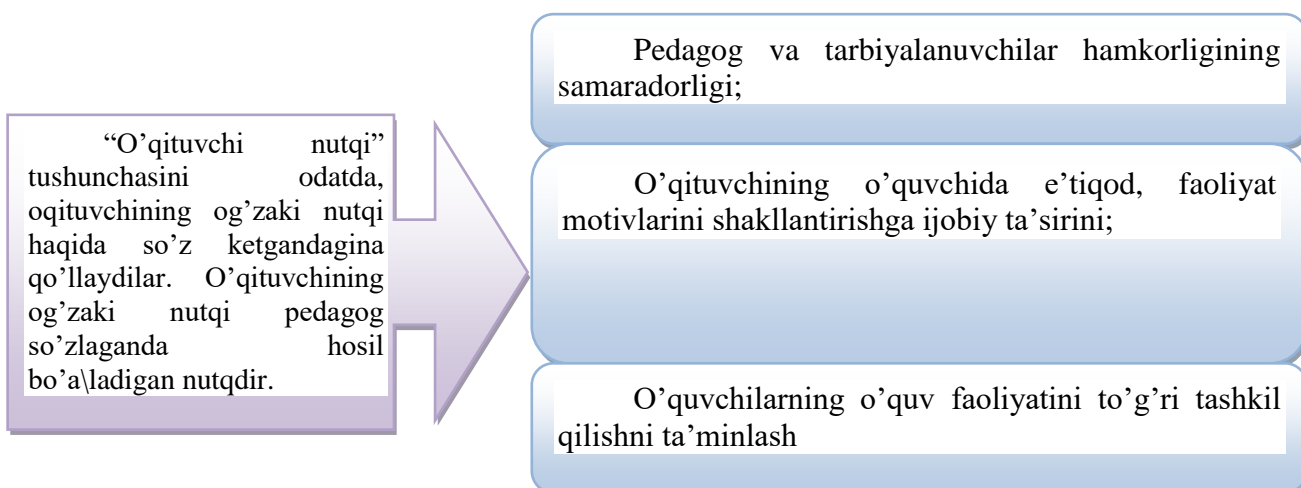 “O’qituvchi nutqi”
tushunchasini odatda,
oqituvchining og’zaki nutqi
haqida so’z ketgandagina
qo’llaydilar. O’qituvchining
og’zaki nutqi pedagog
so’zlaganda hosil
bo’a\ladigan nutqdir.
Pedagog va tarbiyalanuvchilar hamkorligining
samaradorligi;
O’qituvchining o’quvchida e’tiqod, faoliyat
motivlarini shakllantirishga ijobiy ta’sirini;
O’quvchilarning o’quv faoliyatini to’g’ri tashkil
qilishni ta’minlash